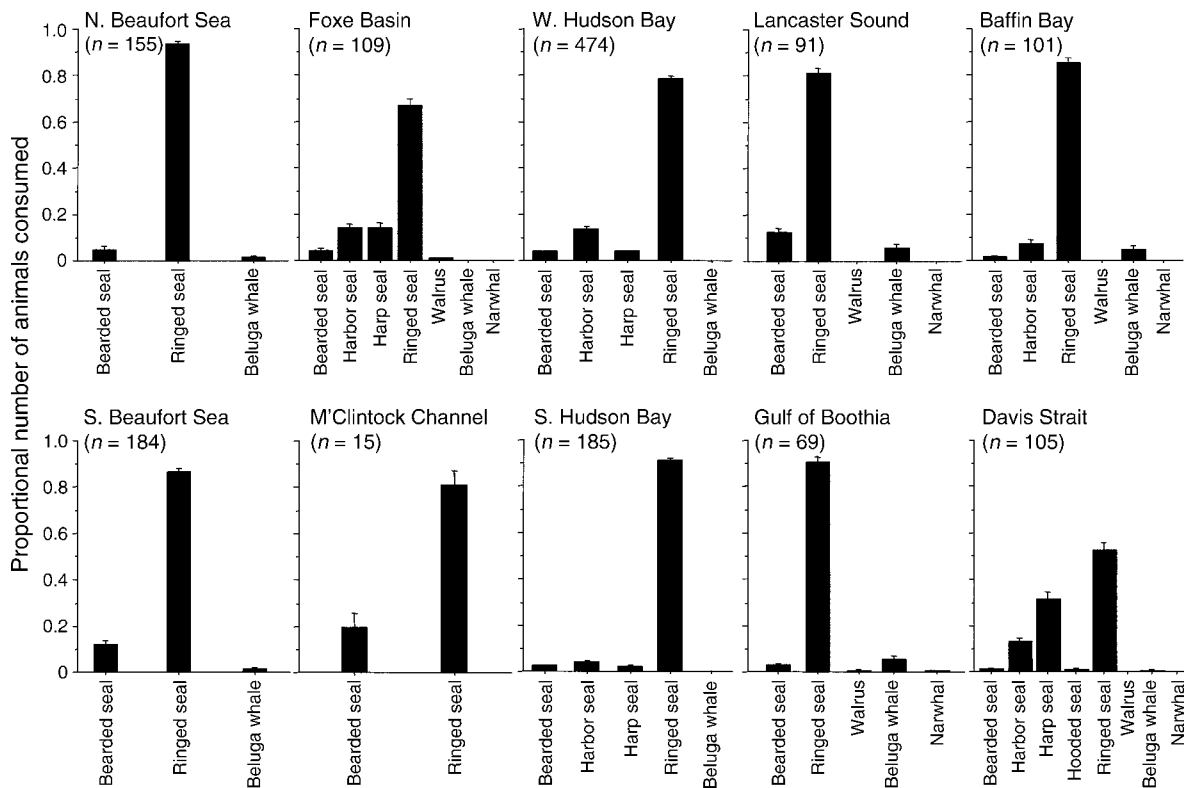 Proportional number of animals consumed
N. Beaufort Sea
(n = 155)
1.0
0.8
0.6
0.4
0.2
0
Bearded seal
Ringed seal
Beluga whale
Foxe Basin
(n = 109)
Bearded seal
Harbor seal
Harp seal
Ringed seal
Walrus
Beluga whale
Narwhal
W. Hudson Bay
(n = 474)
Bearded seal
Harbor seal
Harp seal
Ringed seal
Beluga whale
Lancaster Sound
(n = 91)
Bearded seal
Ringed seal
Walrus
Beluga whale
Narwhal
Baffin Bay
(n = 101)
Bearded seal
Harbor seal
Ringed seal
Walrus
Beluga whale
Narwhal
S. Beaufort Sea
(n = 184)
1.0
0.8
0.6
0.4
0.2
0
Bearded seal
Ringed seal
Beluga whale
M'Clintock Channel
(n = 15)
Bearded seal
Ringed seal
S. Hudson Bay
(n = 185)
Bearded seal
Harbor seal
Harp seal
Ringed seal
Beluga whale
Gulf of Boothia
(n = 69)
Bearded seal
Ringed seal
Walrus
Beluga whale
Narwhal
Davis Strait
(n = 105)
Bearded seal
Harbor seal
Harp seal
Hooded seal
Ringed seal
Walrus
Beluga whale
Narwhal